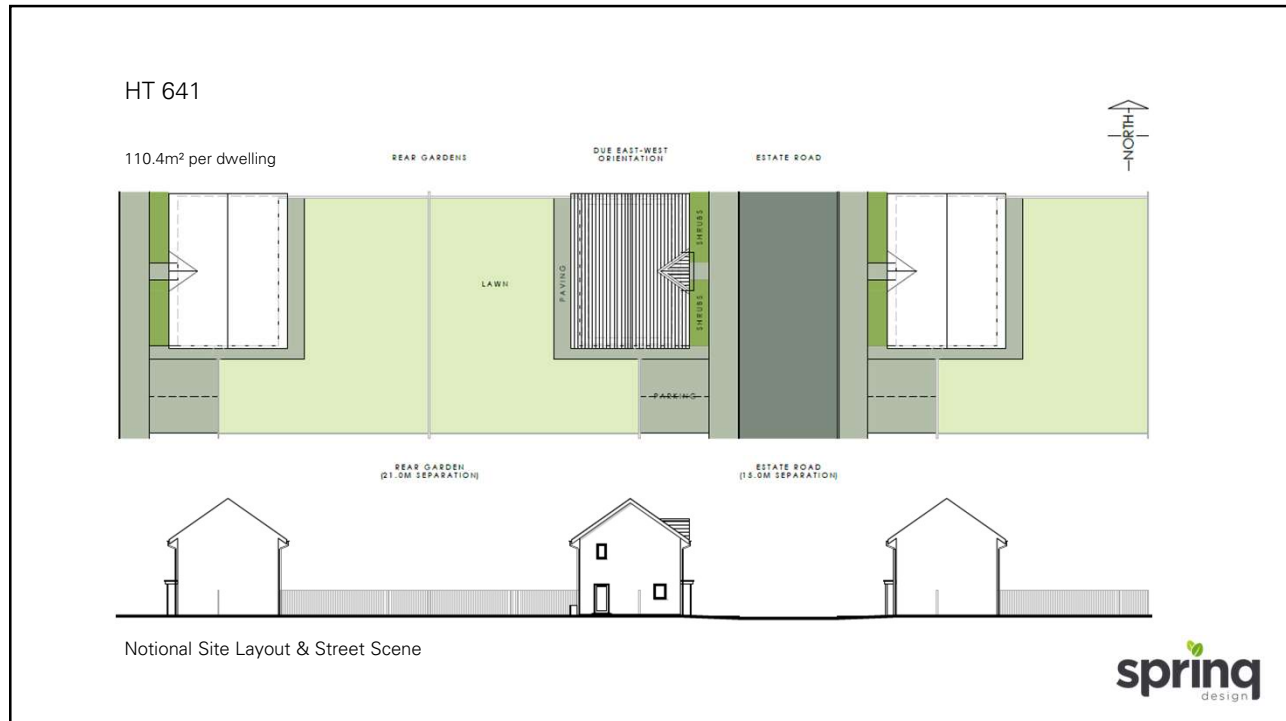 HT 641
110.4m² per dwelling
REAR GARDENS
DUE EAST-WEST
ORIENTATION
ESTATE ROAD
NORTH
LAWN
PAVING
SHRUBS
SHRUBS
PARKING
REAR GARDEN
(21.0M SEPARATION)
ESTATE ROAD
(15.0M SEPARATION)
Notional Site Layout & Street Scene
spring
design